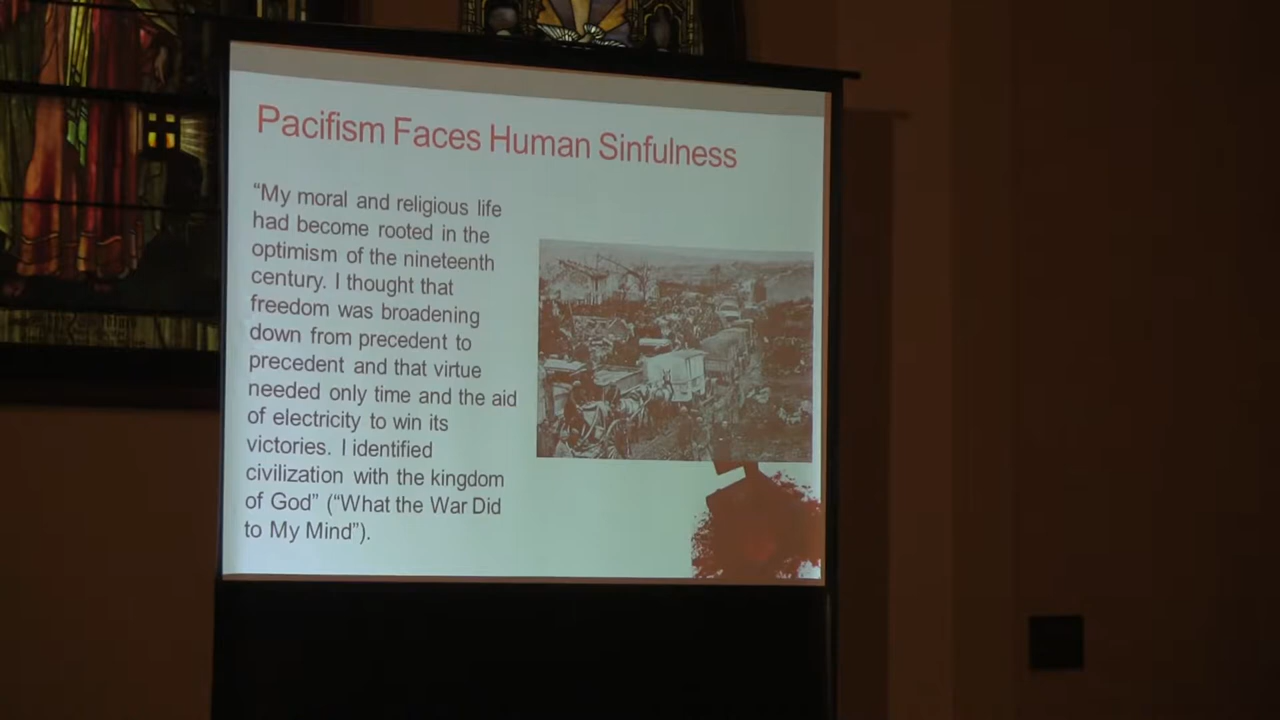 Pacifism Faces Human Sinfulness
“My moral and religious life
had become rooted in the
optimism of the nineteenth
century. I thought that
freedom was broadening
down from precedent to
precedent and that virtue
needed only time and the aid
of electricity to win its
victories. I identified
civilization with the kingdom
of God” (“What the War Did
to My Mind”).